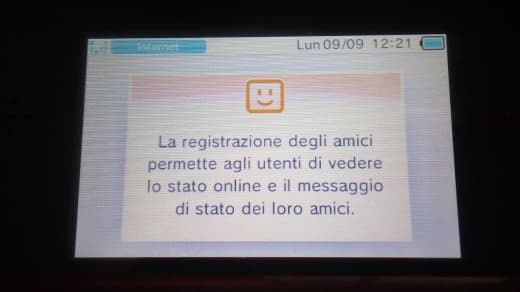 Internet
Lun 09/09 12:21
La registrazione degli amici
permette agli utenti di vedere
lo stato online e il messaggio
di stato dei loro amici.